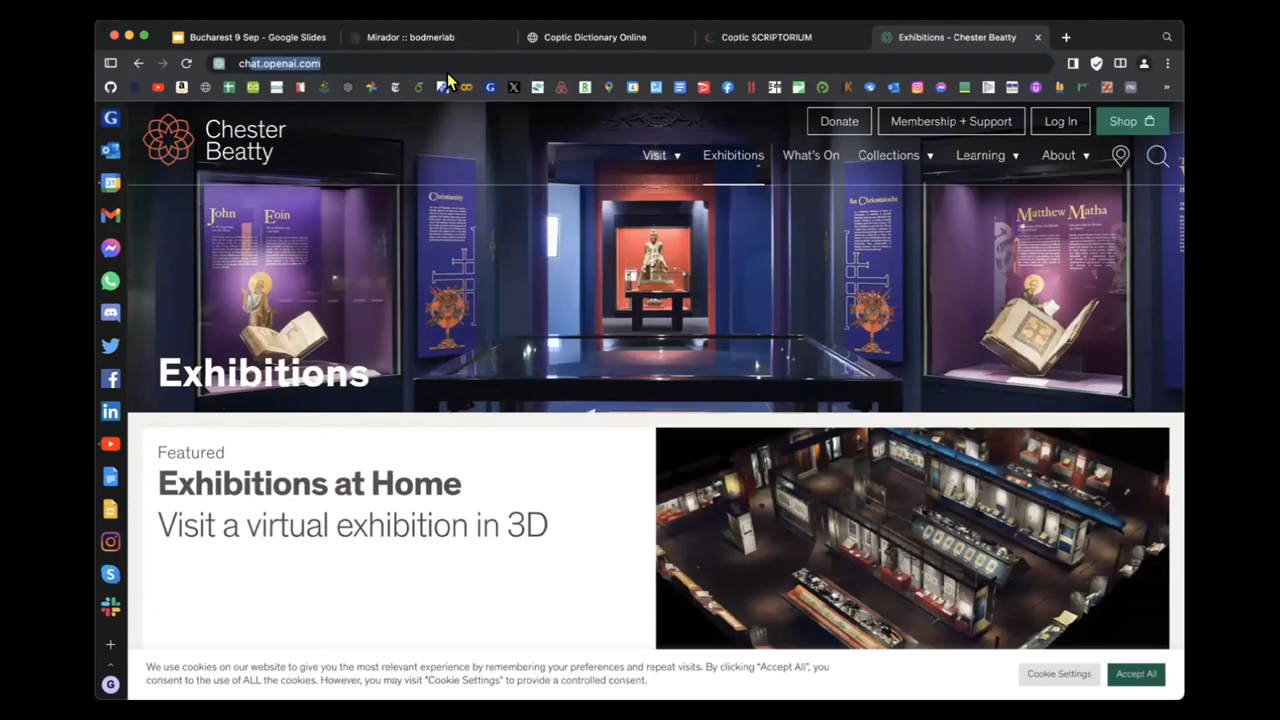 Bucharest 9 Sep - Google Slides
Mirador :: bodmerlab
Coptic Dictionary Online
Coptic SCRIPTORIUM
Exhibitions - Chester Beatty
chat.openai.com
Chester
Beatty
Donate
Membership + Support
Log In
Shop
Visit
Exhibitions
What's On
Collections
Learning
About
John Eoin
Christianity
An Chríostaíocht
Matthew Matha
Exhibitions
Featured
Exhibitions at Home
Visit a virtual exhibition in 3D
We use cookies on our website to give you the most relevant experience by remembering your preferences and repeat visits. By clicking “Accept All”, you
consent to the use of ALL the cookies. However, you may visit "Cookie Settings" to provide a controlled consent.
Cookie Settings
Accept All